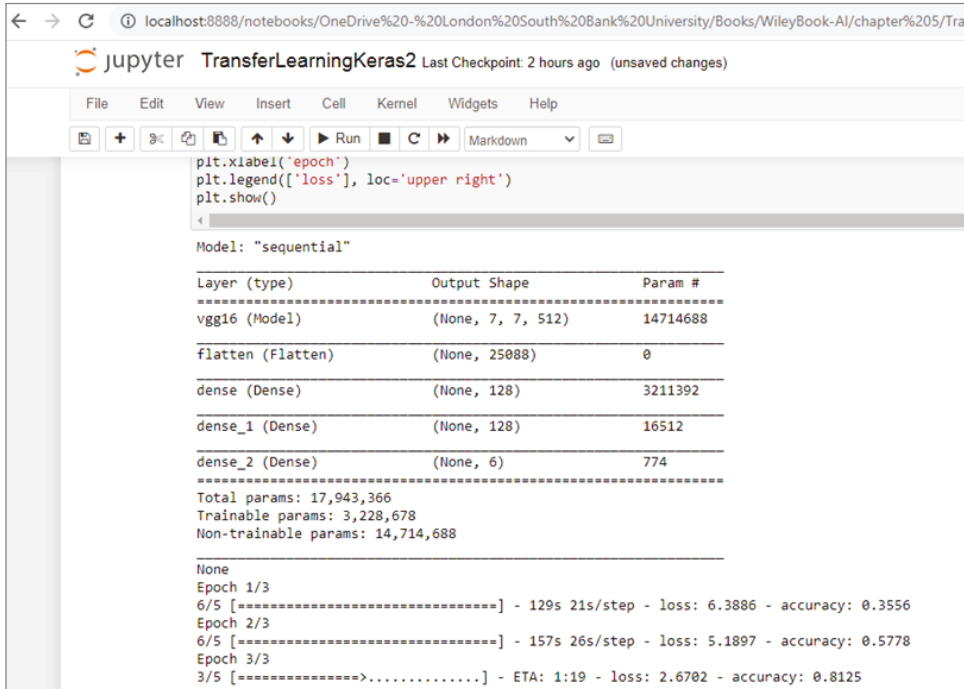 localhost:8888/notebooks/OneDrive%20-%20London%20South%20Bank%20University/Books/WileyBook-AI/chapter%205/Tra
jupyter TransferLearningKeras2 Last Checkpoint: 2 hours ago (unsaved changes)
File Edit View Insert Cell Kernel Widgets Help
Run Markdown
plt.xlabel('epoch')
plt.legend(['loss'], loc='upper right')
plt.show()
Model: "sequential"
_________________________________________________________________
Layer (type) Output Shape Param #
=================================================================
vgg16 (Model) (None, 7, 7, 512) 14714688
_________________________________________________________________
flatten (Flatten) (None, 25088) 0
_________________________________________________________________
dense (Dense) (None, 128) 3211392
_________________________________________________________________
dense_1 (Dense) (None, 128) 16512
_________________________________________________________________
dense_2 (Dense) (None, 6) 774
=================================================================
Total params: 17,943,366
Trainable params: 3,228,678
Non-trainable params: 14,714,688
_________________________________________________________________
None
Epoch 1/3
6/5 [==================================] - 129s 21s/step - loss: 6.3886 - accuracy: 0.3556
Epoch 2/3
6/5 [==================================] - 157s 26s/step - loss: 5.1897 - accuracy: 0.5778
Epoch 3/3
3/5 [================>..............] - ETA: 1:19 - loss: 2.6702 - accuracy: 0.8125